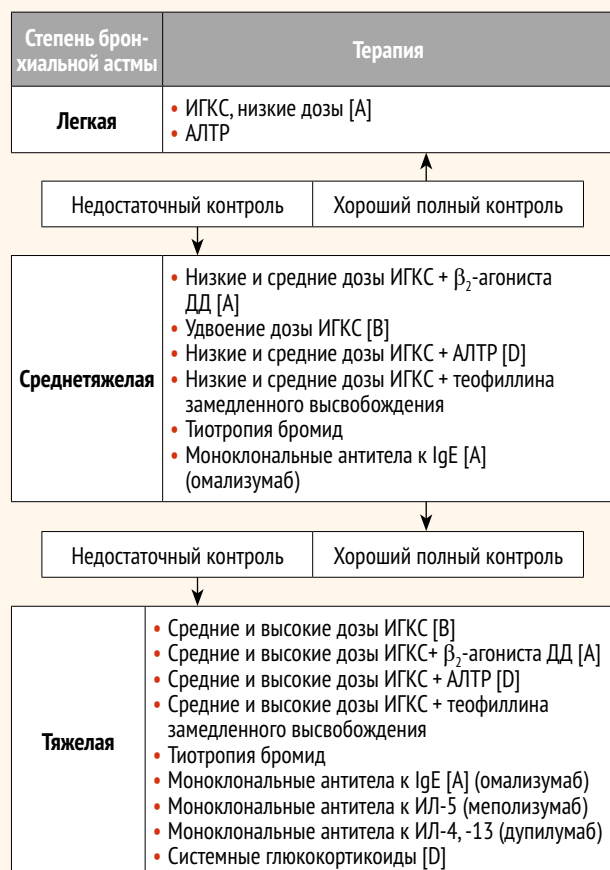 Степень брон-
хиальной астмы
Терапия
Легкая
• ИГКС, низкие дозы [A]
• АЛТР
Недостаточный контроль
Хороший полный контроль
Среднетяжелая
• Низкие и средние дозы ИГКС + β₂-агониста
ДД [A]
• Удвоение дозы ИГКС [B]
• Низкие и средние дозы ИГКС + АЛТР [D]
• Низкие и средние дозы ИГКС + теофиллина
замедленного высвобождения
• Тиотропия бромид
• Моноклональные антитела к IgE [A]
(омализумаб)
Недостаточный контроль
Хороший полный контроль
Тяжелая
• Средние и высокие дозы ИГКС [B]
• Средние и высокие дозы ИГКС+ β₂-агониста ДД [A]
• Средние и высокие дозы ИГКС + АЛТР [D]
• Средние и высокие дозы ИГКС + теофиллина
замедленного высвобождения
• Тиотропия бромид
• Моноклональные антитела к IgE [A] (омализумаб)
• Моноклональные антитела к ИЛ-5 (меполизумаб)
• Моноклональные антитела к ИЛ-4, -13 (дупилумаб)
• Системные глюкокортикоиды [D]